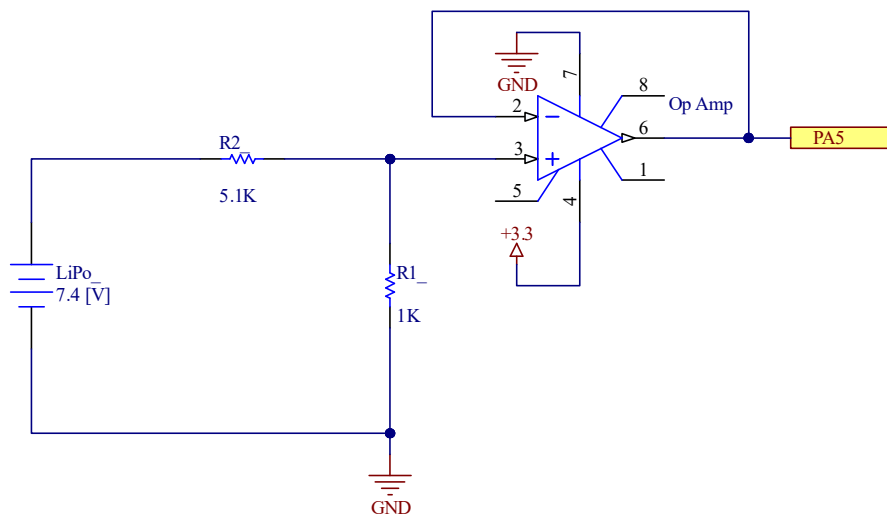 GND
7
8
Op Amp
2
6
PA5
3
R2_
5.1K
1
5
4
+3.3
LiPo_
7.4 [V]
R1_
1K
GND